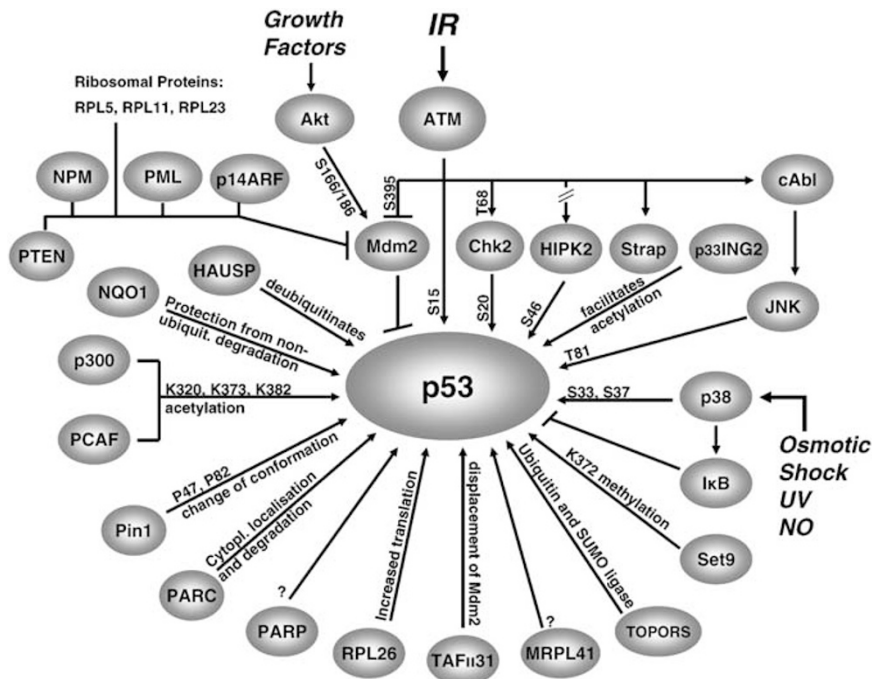 Growth
Factors
IR
Ribosomal Proteins:
RPL5, RPL11, RPL23
Akt
ATM
NPM
PML
p14ARF
S166/186
S395
T68
cAbl
PTEN
Mdm2
Chk2
HIPK2
Strap
p33ING2
HAUSP
NQO1
deubiquitinates
Protection from non-
ubiquit. degradation
S15
S20
S46
facilitates
acetylation
JNK
T81
p300
K320, K373, K382
acetylation
PCAF
p53
S33, S37
p38
Osmotic
Shock
UV
NO
IκB
P47, P82
change of conformation
Pin1
K372 methylation
Set9
Cytopl. localisation
and degradation
PARC
?
PARP
Increased translation
RPL26
displacement of Mdm2
TAFII31
?
MRPL41
Ubiquitin and SUMO ligase
TOPORS